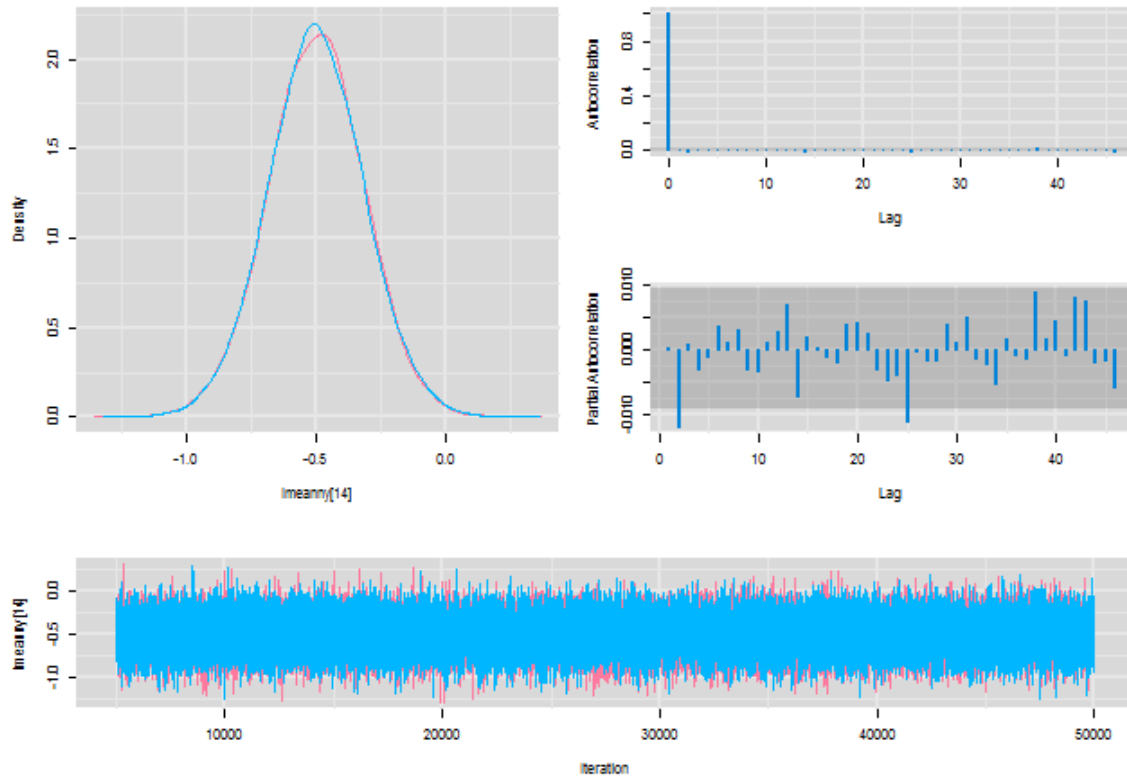 Density
2.0
1.5
1.0
0.5
0.0
-1.0 -0.5 0.0
lmeanny[14]
Autocorrelation
0.8
0.4
0.0
0 10 20 30 40
Lag
Partial Autocorrelation
0.010
0.000
-0.010
0 10 20 30 40
Lag
lmeanny[14]
0.0
-0.5
-1.0
10000 20000 30000 40000 50000
Iteration